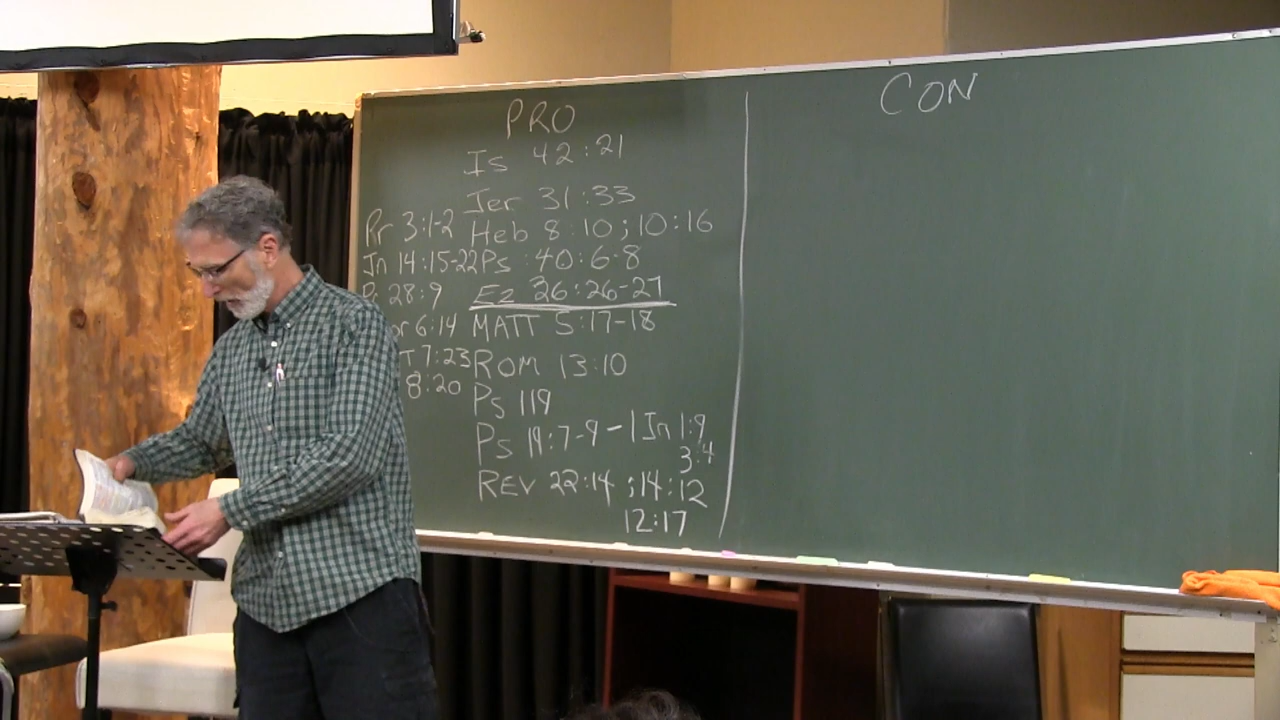 PRO
CON
Is 42:21
Jer 31:33
Pr 3:1-2 Heb 8:10;10:16
Jn 14:15-22 Ps 40:6-8
28:9 Ez 36:26-27
6:14 MATT 5:17-18
7:23 ROM 13:10
8:20
Ps 119
Ps 19:7-9 - 1 Jn 1:9
3:4
REV 22:14 ;14:12
12:17